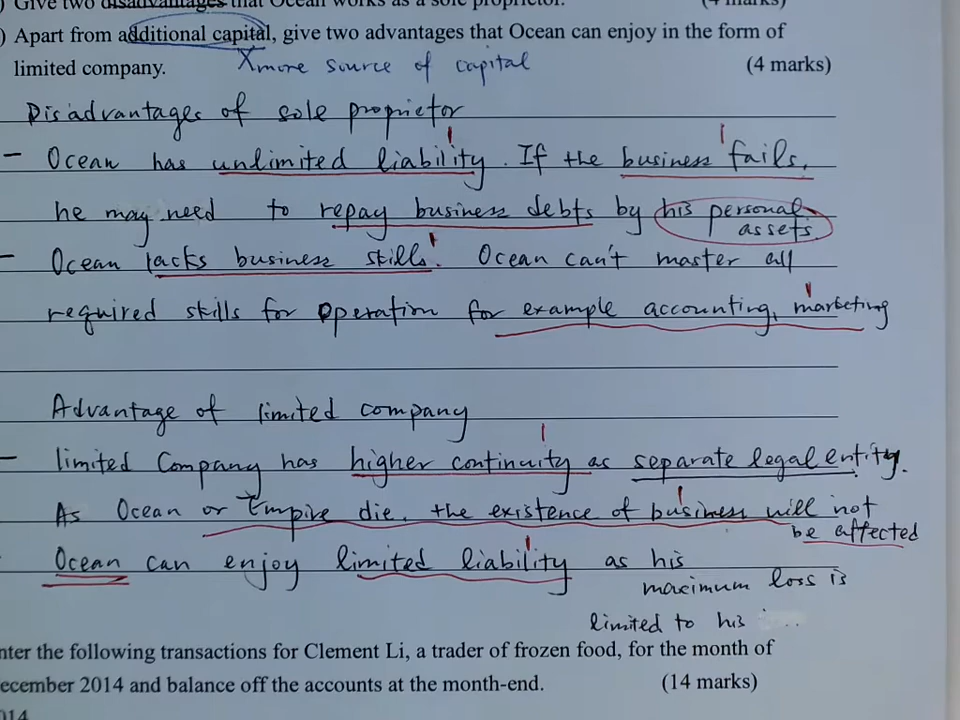 ) Give two disadvantages that Ocean works as a sole proprietor. (4 marks)
) Apart from additional capital, give two advantages that Ocean can enjoy in the form of
limited company. (4 marks)
X more source of capital
Disadvantages of sole proprietor
- Ocean has unlimited liability. If the business fails,
he may need to repay business debts by his personal
assets.
- Ocean lacks business skills. Ocean can't master all
required skills for operation for example accounting, marketing
Advantage of limited company
- limited Company has higher continuity as separate legal entity.
As Ocean or Empire die, the existence of business will not
be affected
Ocean can enjoy limited liability as his
maximum loss is
limited to his
nter the following transactions for Clement Li, a trader of frozen food, for the month of
ecember 2014 and balance off the accounts at the month-end. (14 marks)
014